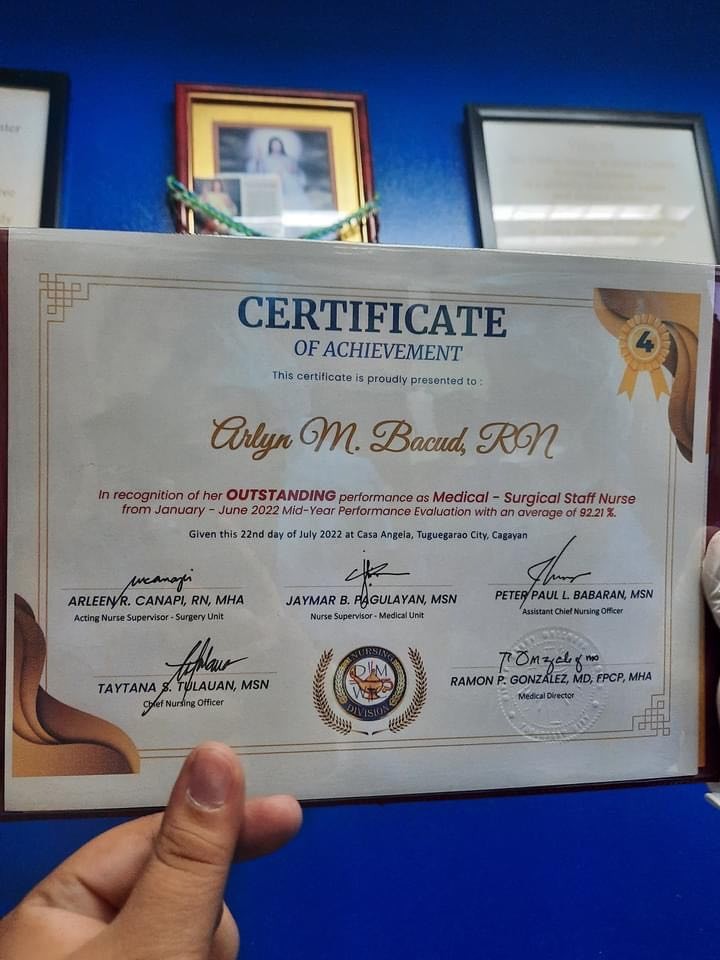 CERTIFICATE
OF ACHIEVEMENT
4
This certificate is proudly presented to :
Arlyn M. Bacud, RN
In recognition of her OUTSTANDING performance as Medical - Surgical Staff Nurse
from January - June 2022 Mid-Year Performance Evaluation with an average of 92.21 %.
Given this 22nd day of July 2022 at Casa Angela, Tuguegarao City, Cagayan
ARLEEN R. CANAPI, RN, MHA
Acting Nurse Supervisor - Surgery Unit
JAYMAR B. PAGULAYAN, MSN
Nurse Supervisor - Medical Unit
PETER PAUL L. BABARAN, MSN
Assistant Chief Nursing Officer
TAYTANA S. TULAUAN, MSN
Chief Nursing Officer
NURSING
DIVISION
RAMON P. GONZALEZ, MD, FPCP, MHA
Medical Director